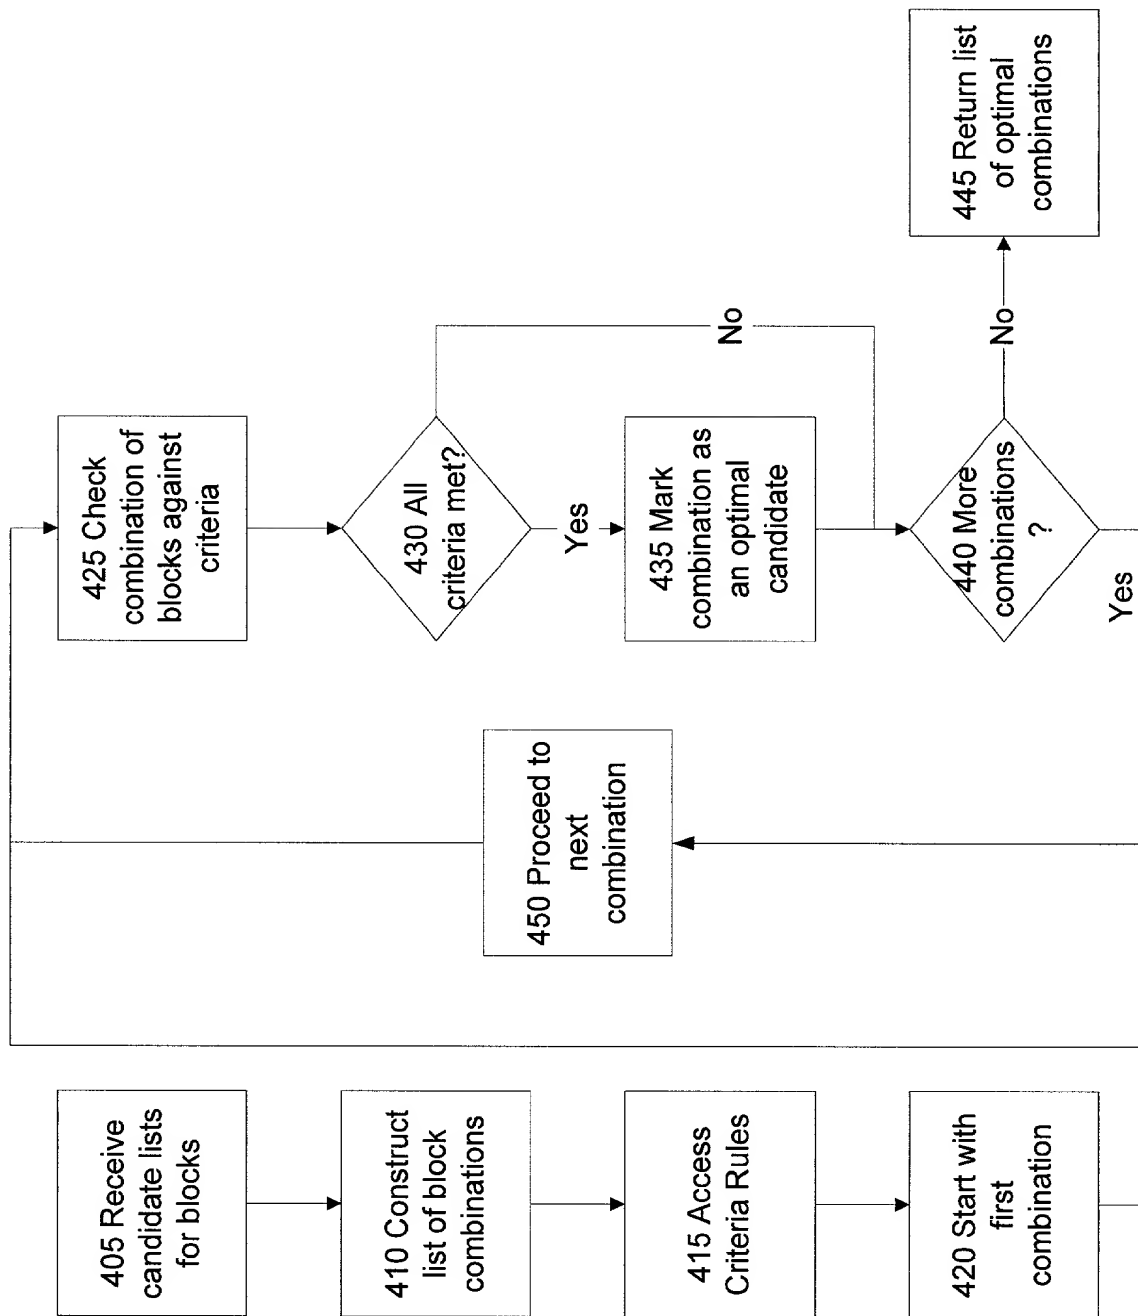 405 Receive
candidate lists
for blocks
410 Construct
list of block
combinations
415 Access
Criteria Rules
420 Start with
first
combination
425 Check
combination of
blocks against
criteria
430 All
criteria met?
Yes
No
435 Mark
combination as
an optimal
candidate
440 More
combinations
?
No
Yes
445 Return list
of optimal
combinations
450 Proceed to
next
combination